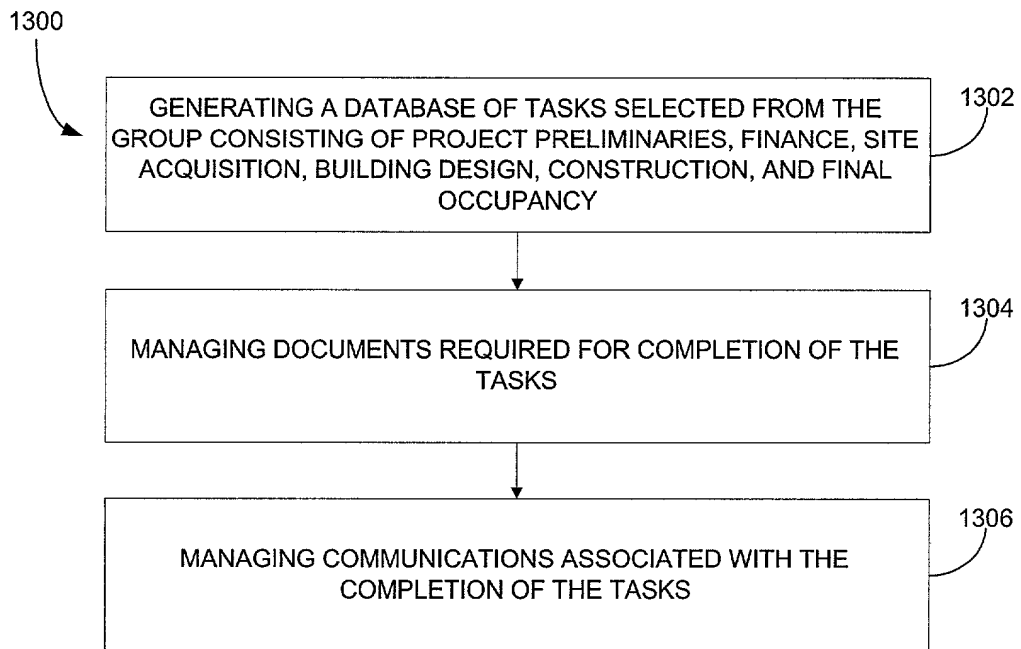 1300
GENERATING A DATABASE OF TASKS SELECTED FROM THE
GROUP CONSISTING OF PROJECT PRELIMINARIES, FINANCE, SITE
ACQUISITION, BUILDING DESIGN, CONSTRUCTION, AND FINAL
OCCUPANCY
1302
MANAGING DOCUMENTS REQUIRED FOR COMPLETION OF THE
TASKS
1304
MANAGING COMMUNICATIONS ASSOCIATED WITH THE
COMPLETION OF THE TASKS
1306